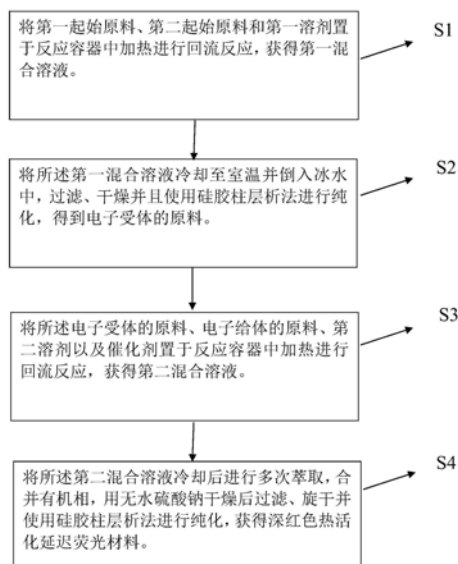 将第一起始原料、第二起始原料和第一溶剂置
于反应容器中加热进行回流反应，获得第一混
合溶液。
S1
将所述第一混合溶液冷却至室温并倒入冰水
中，过滤、干燥并且使用硅胶柱层析法进行纯
化，得到电子受体的原料。
S2
将所述电子受体的原料、电子给体的原料、第
二溶剂以及催化剂置于反应容器中加热进行
回流反应，获得第二混合溶液。
S3
将所述第二混合溶液冷却后进行多次萃取，合
并有机相，用无水硫酸钠干燥后过滤、旋干并
使用硅胶柱层析法进行纯化，获得深红色热活
化延迟荧光材料。
S4